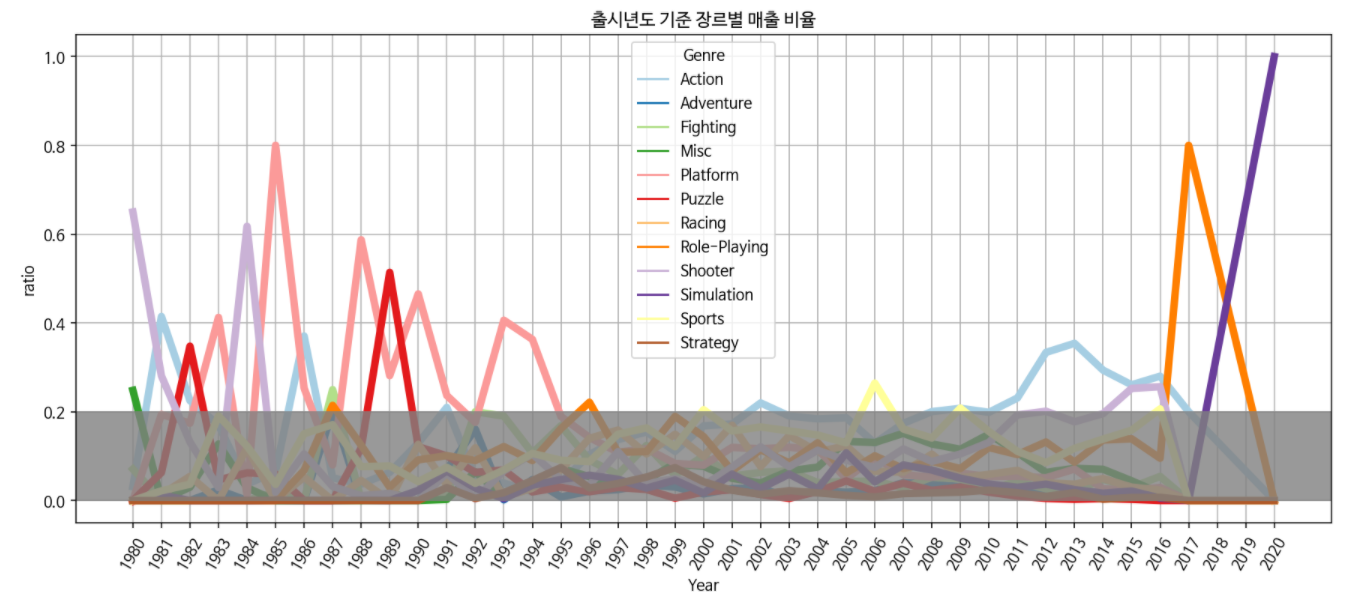 출시년도 기준 장르별 매출 비율
1.0
0.8
0.6
0.4
0.2
0.0
ratio
Genre
Action
Adventure
Fighting
Misc
Platform
Puzzle
Racing
Role-Playing
Shooter
Simulation
Sports
Strategy
1980
1981
1982
1983
1984
1985
1986
1987
1988
1989
1990
1991
1992
1993
1994
1995
1996
1997
1998
1999
2000
2001
2002
2003
2004
2005
2006
2007
2008
2009
2010
2011
2012
2013
2014
2015
2016
2017
2018
2019
2020
Year